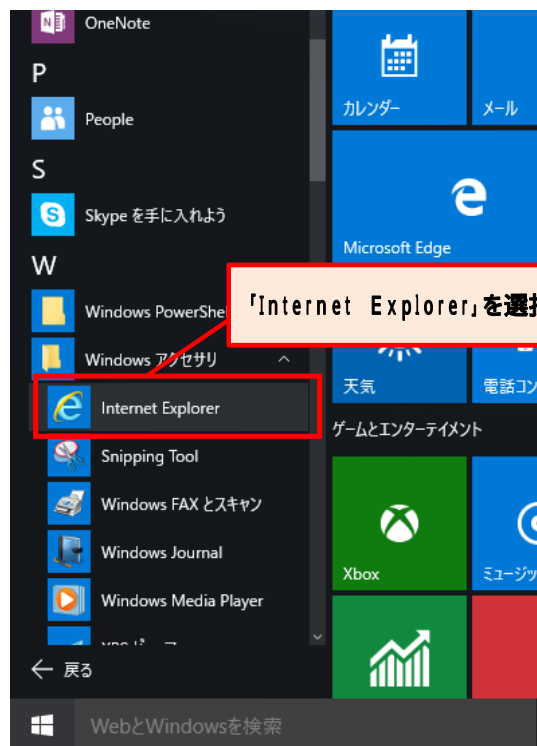 OneNote
P
People
S
Skype を手に入れよう
W
Windows PowerShe
Windows アクセサリ
Internet Explorer
Snipping Tool
Windows FAX とスキャン
Windows Journal
Windows Media Player
戻る
WebとWindowsを検索
カレンダー
メール
Microsoft Edge
「Internet Explorer」を選択
天気
電話コン
ゲームとエンターテイメント
Xbox
ミュージッ